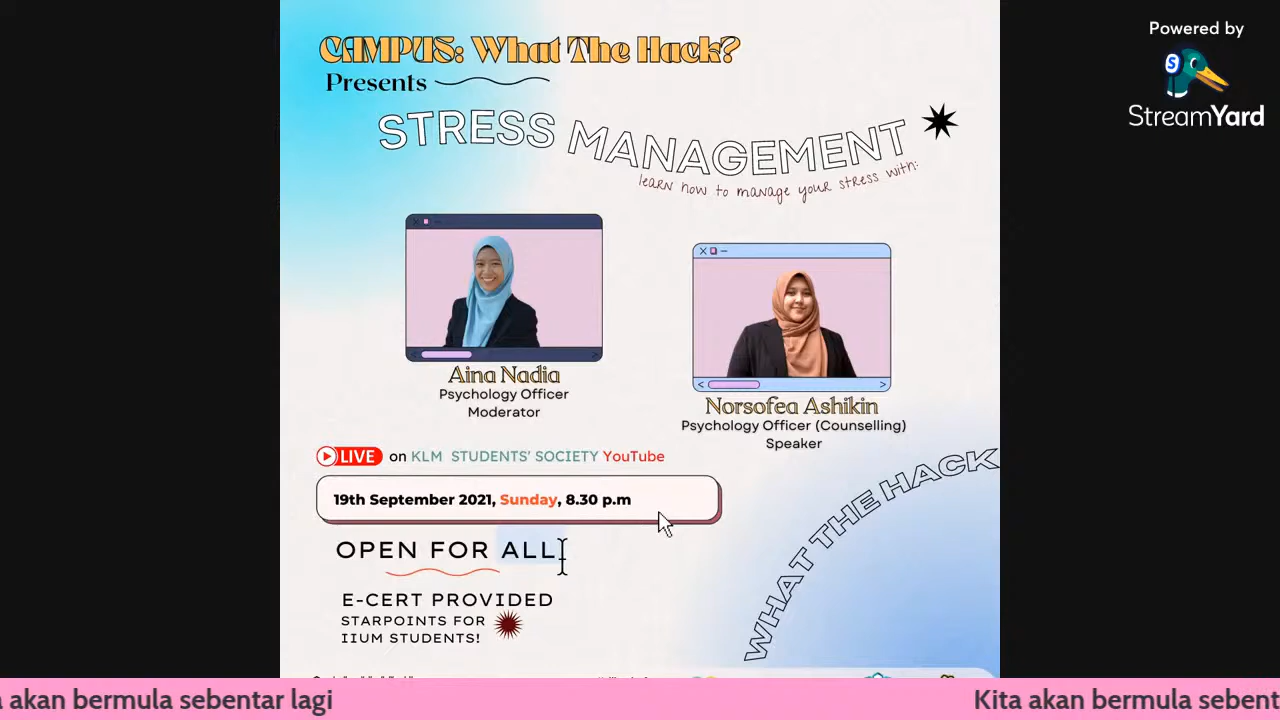 CAMPUS: What The Hack?
Presents
STRESS MANAGEMENT
learn how to manage your stress with:
Aina Nadia
Psychology Officer
Moderator
Norsofea Ashikin
Psychology Officer (Counselling)
Speaker
LIVE on KLM STUDENTS' SOCIETY YouTube
19th September 2021, Sunday, 8.30 p.m
OPEN FOR ALL
E-CERT PROVIDED
STARPOINTS FOR
IIUM STUDENTS!
WHAT THE HACK
Powered by
StreamYard
akan bermula sebentar lagi
Kita akan bermula sebent